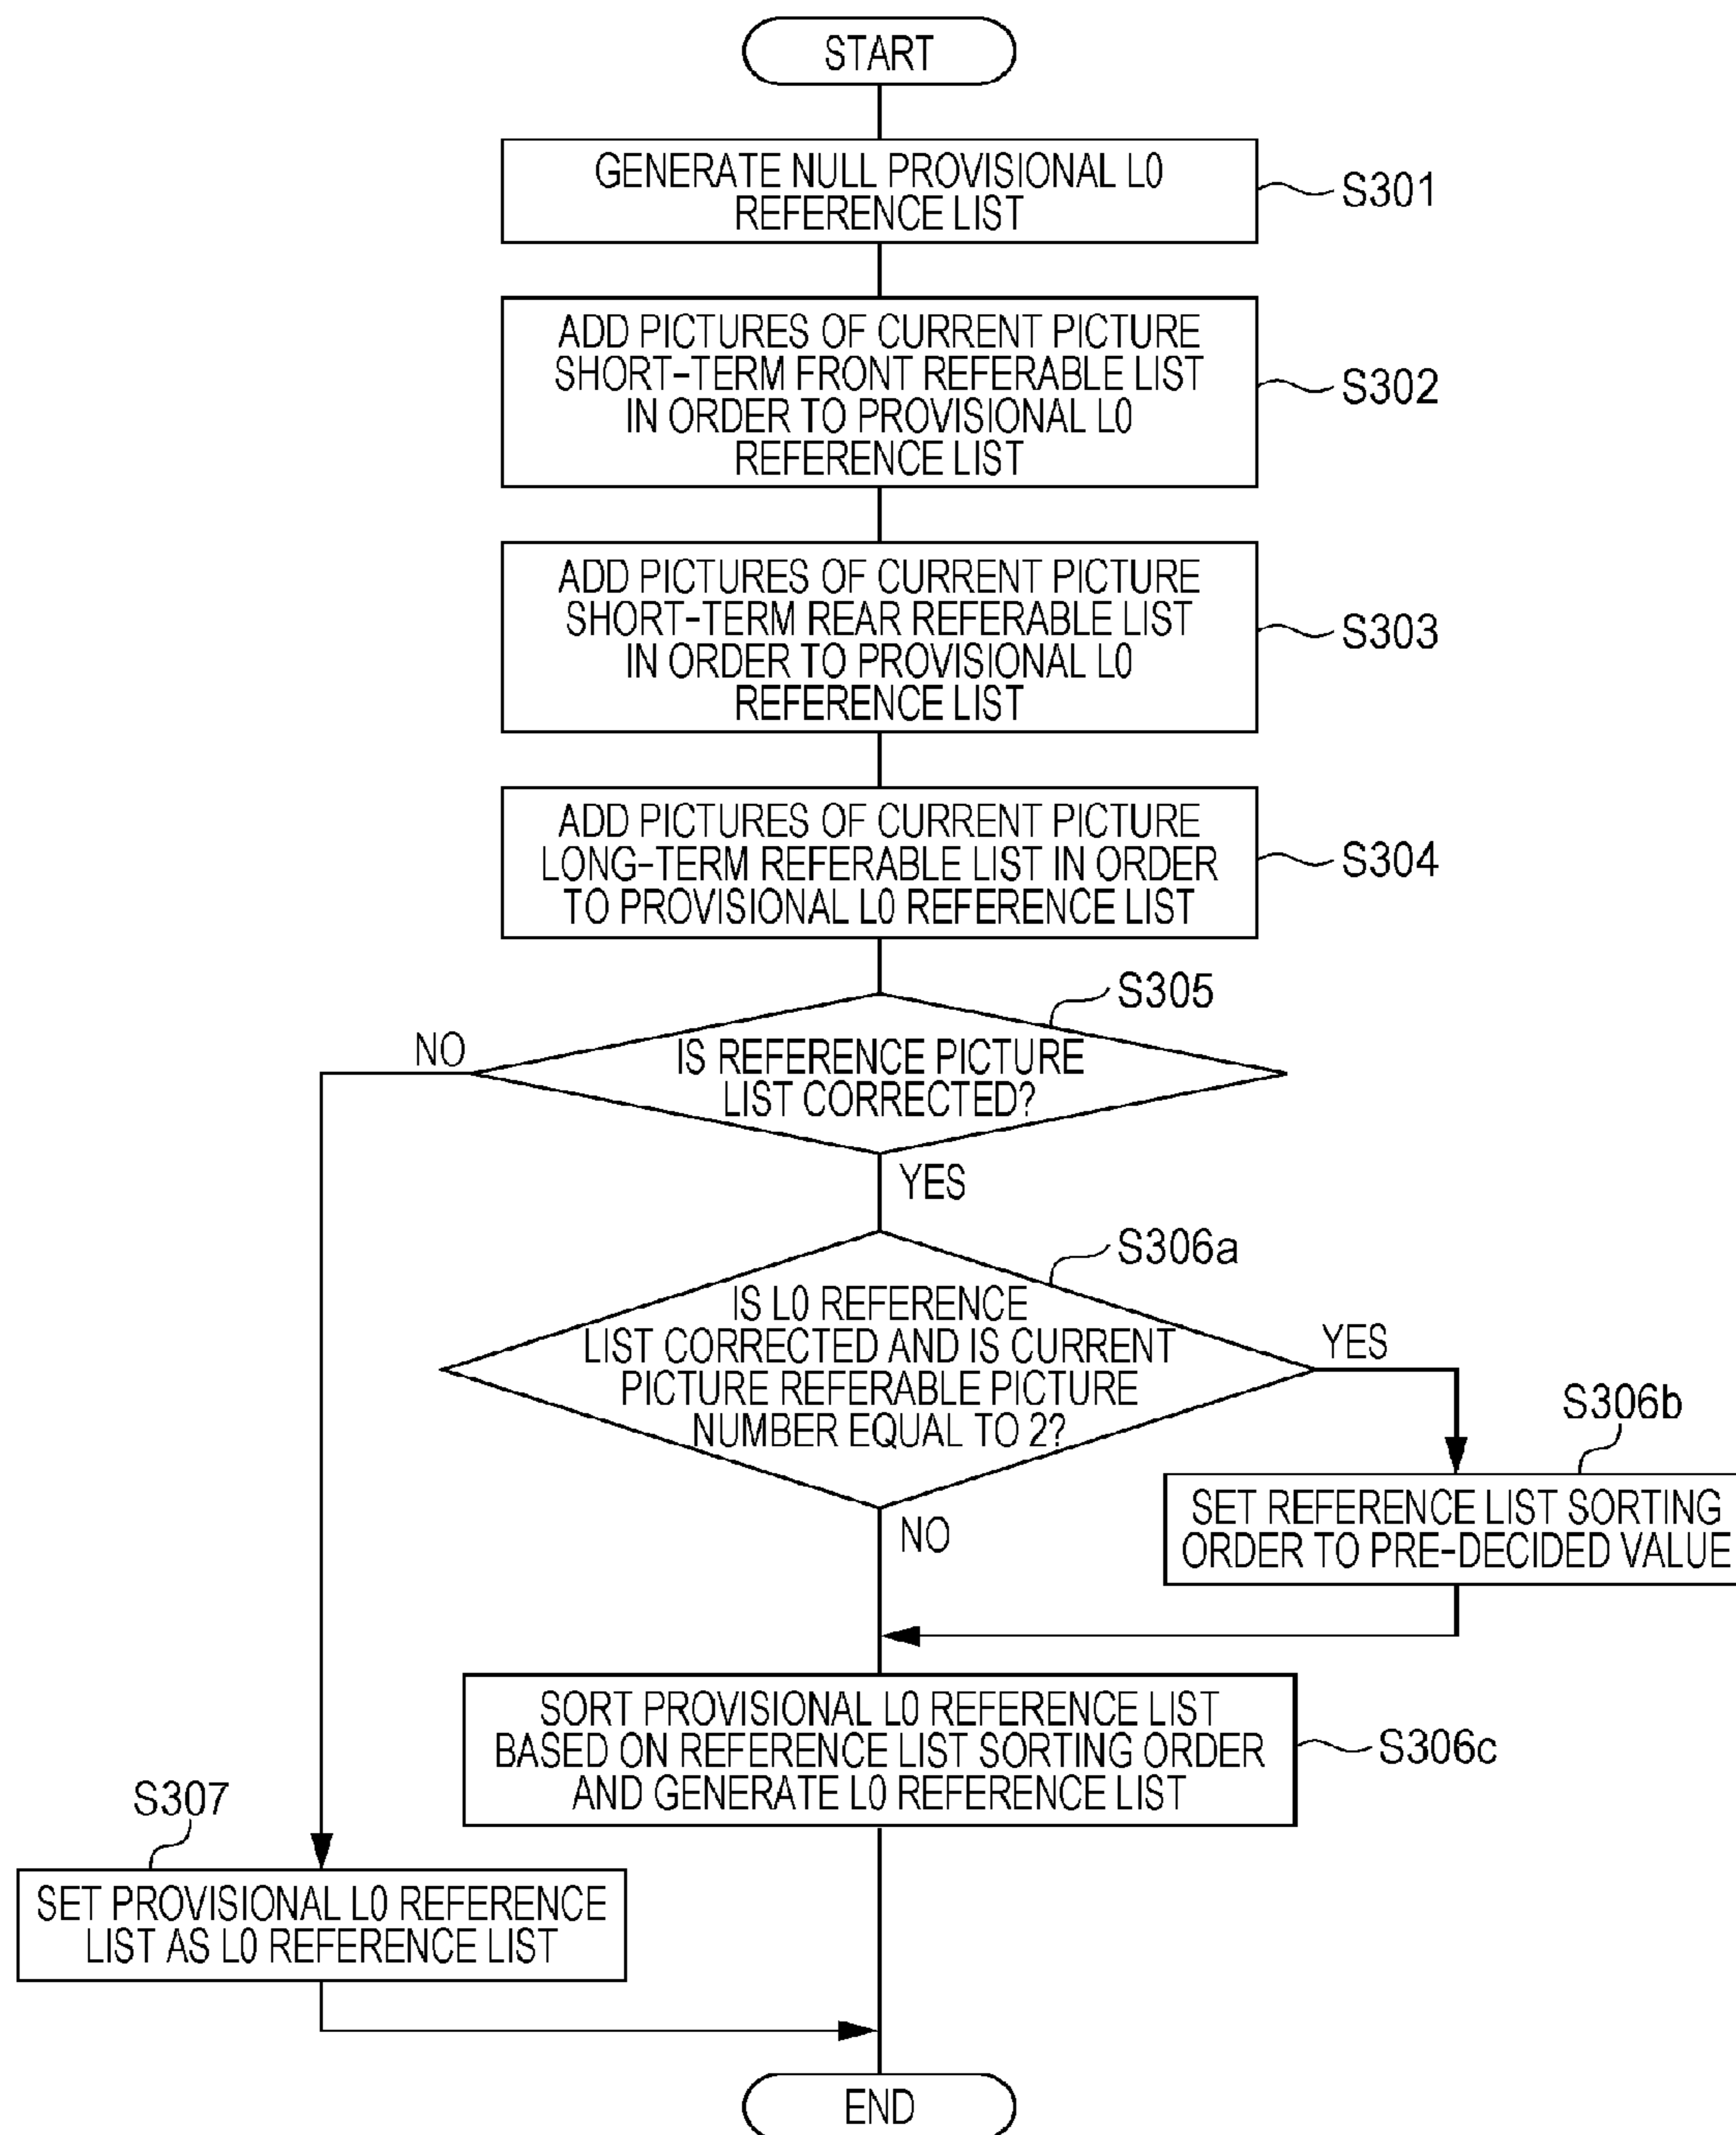 START
GENERATE NULL PROVISIONAL L0
REFERENCE LIST
S301
ADD PICTURES OF CURRENT PICTURE
SHORT-TERM FRONT REFERABLE LIST
IN ORDER TO PROVISIONAL L0
REFERENCE LIST
S302
ADD PICTURES OF CURRENT PICTURE
SHORT-TERM REAR REFERABLE LIST
IN ORDER TO PROVISIONAL L0
REFERENCE LIST
S303
ADD PICTURES OF CURRENT PICTURE
LONG-TERM REFERABLE LIST IN ORDER
TO PROVISIONAL L0 REFERENCE LIST
S304
S305
NO
IS REFERENCE PICTURE
LIST CORRECTED?
YES
S306a
IS L0 REFERENCE
LIST CORRECTED AND IS CURRENT
PICTURE REFERABLE PICTURE
NUMBER EQUAL TO 2?
YES
S306b
SET REFERENCE LIST SORTING
ORDER TO PRE-DECIDED VALUE
NO
SORT PROVISIONAL L0 REFERENCE LIST
BASED ON REFERENCE LIST SORTING ORDER
AND GENERATE L0 REFERENCE LIST
S306c
S307
SET PROVISIONAL L0 REFERENCE
LIST AS L0 REFERENCE LIST
END